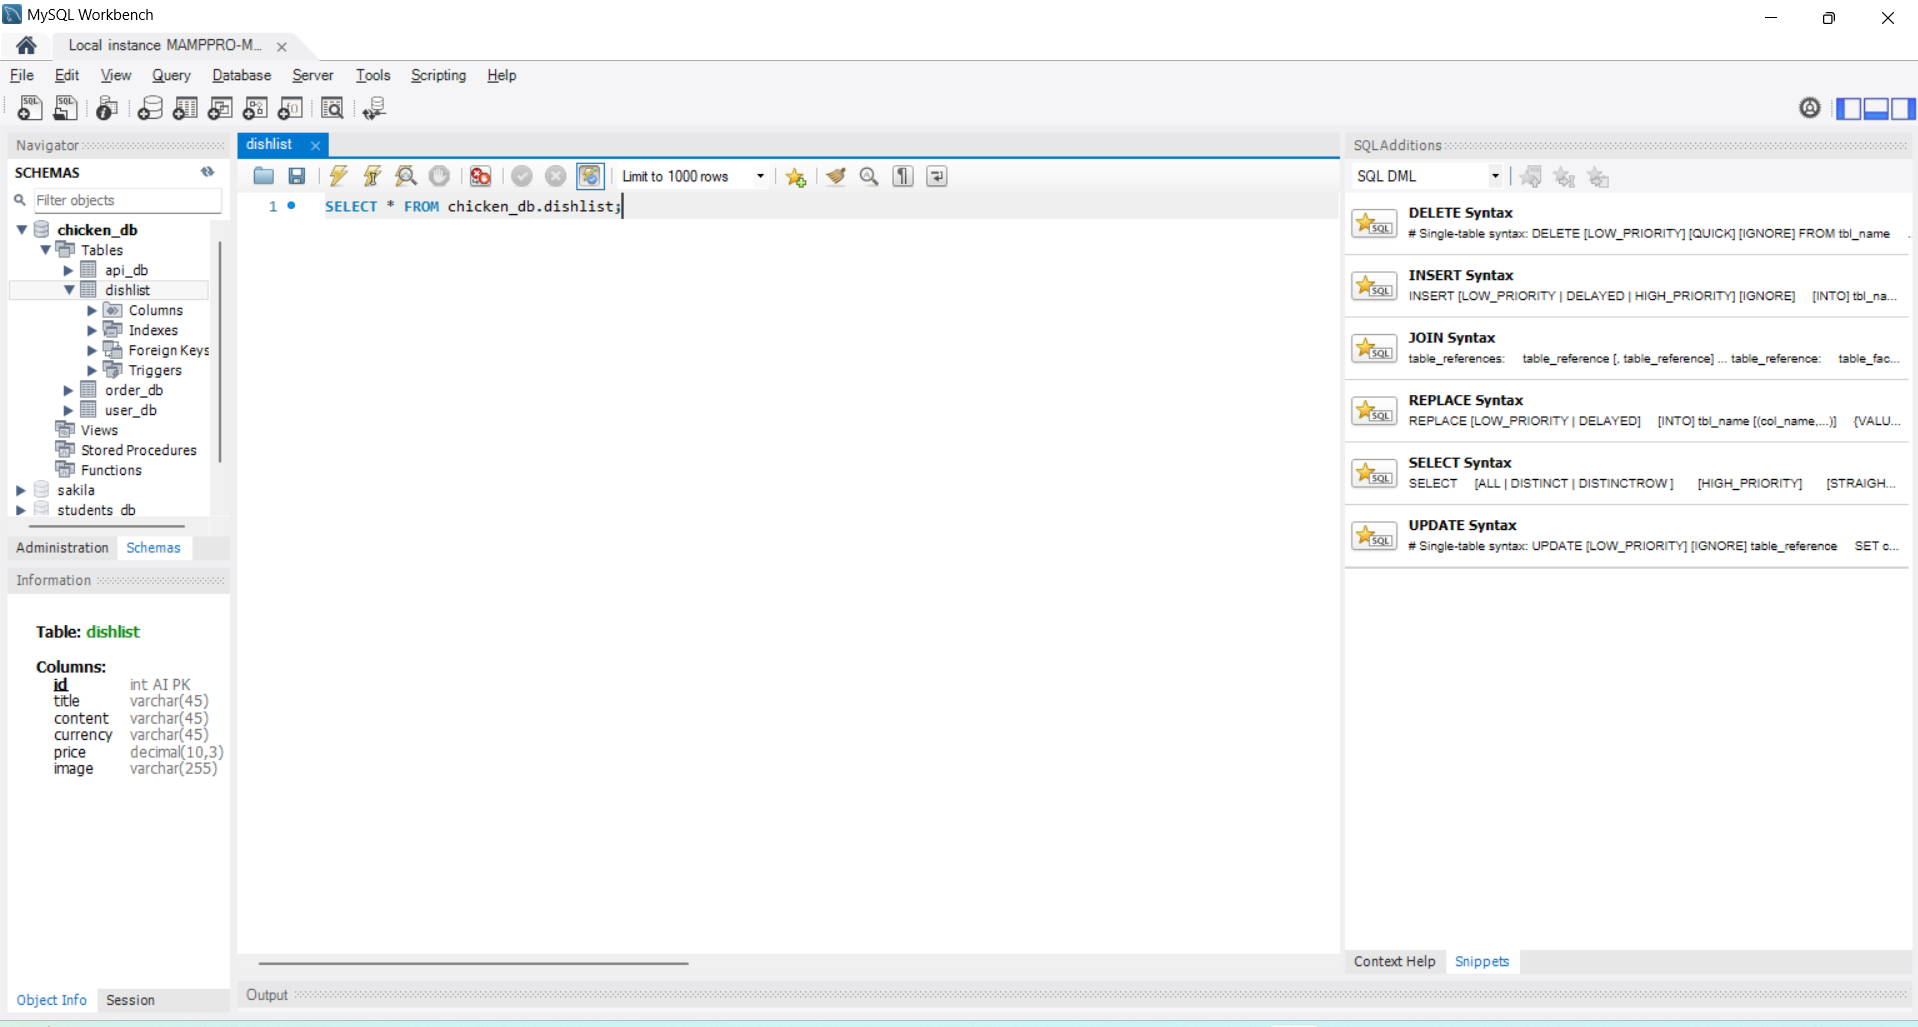 MySQL Workbench
Local instance MAMPPRO-M...
File Edit View Query Database Server Tools Scripting Help
Navigator
SCHEMAS
Filter objects
chicken_db
Tables
api_db
dishlist
Columns
Indexes
Foreign Keys
Triggers
order_db
user_db
Views
Stored Procedures
Functions
sakila
students_db
Administration Schemas
Information
Table: dishlist
Columns:
id int AI PK
title varchar(45)
content varchar(45)
currency varchar(45)
price decimal(10,3)
image varchar(255)
Object Info Session
dishlist
Limit to 1000 rows
1 SELECT * FROM chicken_db.dishlist;
Output
SQLAdditions
SQL DML
DELETE Syntax
# Single-table syntax: DELETE [LOW_PRIORITY] [QUICK] [IGNORE] FROM tbl_name
INSERT Syntax
INSERT [LOW_PRIORITY | DELAYED | HIGH_PRIORITY] [IGNORE] [INTO] tbl_na...
JOIN Syntax
table_references: table_reference [, table_reference] ... table_reference: table_fac...
REPLACE Syntax
REPLACE [LOW_PRIORITY | DELAYED] [INTO] tbl_name [(col_name,...)] {VALU...
SELECT Syntax
SELECT [ALL | DISTINCT | DISTINCTROW ] [HIGH_PRIORITY] [STRAIGH...
UPDATE Syntax
# Single-table syntax: UPDATE [LOW_PRIORITY] [IGNORE] table_reference SET c...
Context Help Snippets